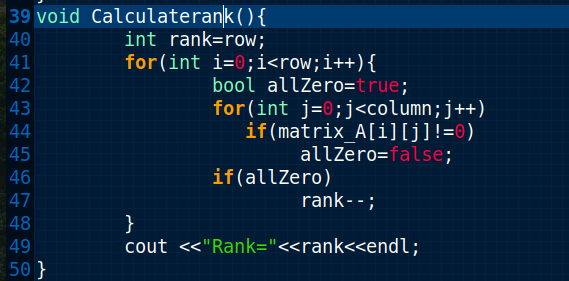 39 void Calculaterank(){
40 int rank=row;
41 for(int i=0;i<row;i++){
42 bool allZero=true;
43 for(int j=0;j<column;j++)
44 if(matrix_A[i][j]!=0)
45 allZero=false;
46 if(allZero)
47 rank--;
48 }
49 cout <<"Rank="<<rank<<endl;
50 }